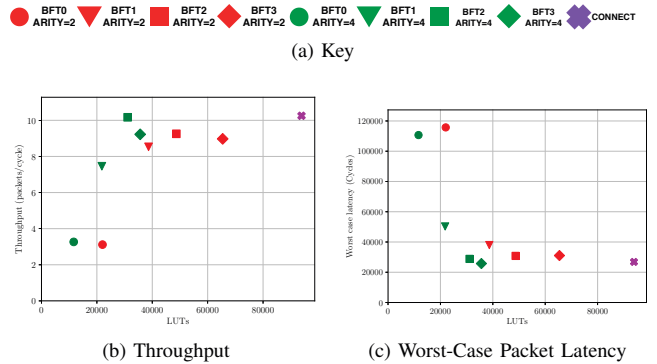 BFT0 BFT1 BFT2 BFT3 BFT0 BFT1 BFT2 BFT3 CONNECT
ARITY=2 ARITY=2 ARITY=2 ARITY=2 ARITY=4 ARITY=4 ARITY=4 ARITY=4
(a) Key
Throughput (packets/cycle)
10
8
6
4
2
0
0 20000 40000 60000 80000
LUTs
(b) Throughput
Worst case latency (Cycles)
120000
100000
80000
60000
40000
20000
0
0 20000 40000 60000 80000
LUTs
(c) Worst-Case Packet Latency